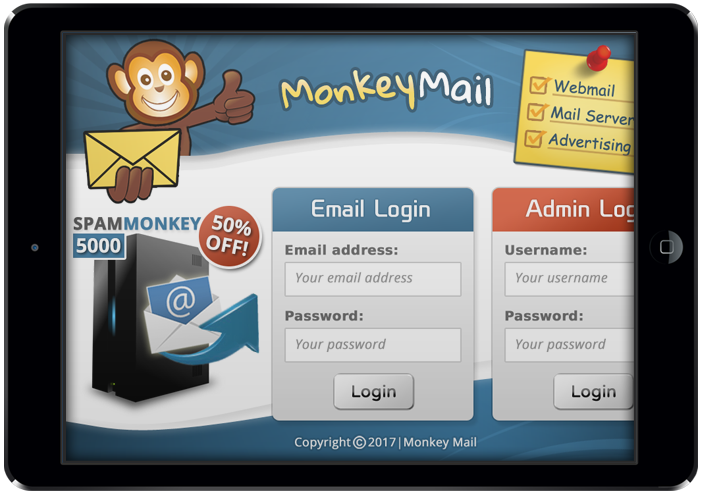 MonkeyMail
Webmail
Mail Server
Advertising
SPAMMONKEY
5000
50%
OFF!
@
Email Login
Email address:
Your email address
Password:
Your password
Login
Admin Log
Username:
Your username
Password:
Your password
Login
Copyright © 2017|Monkey Mail